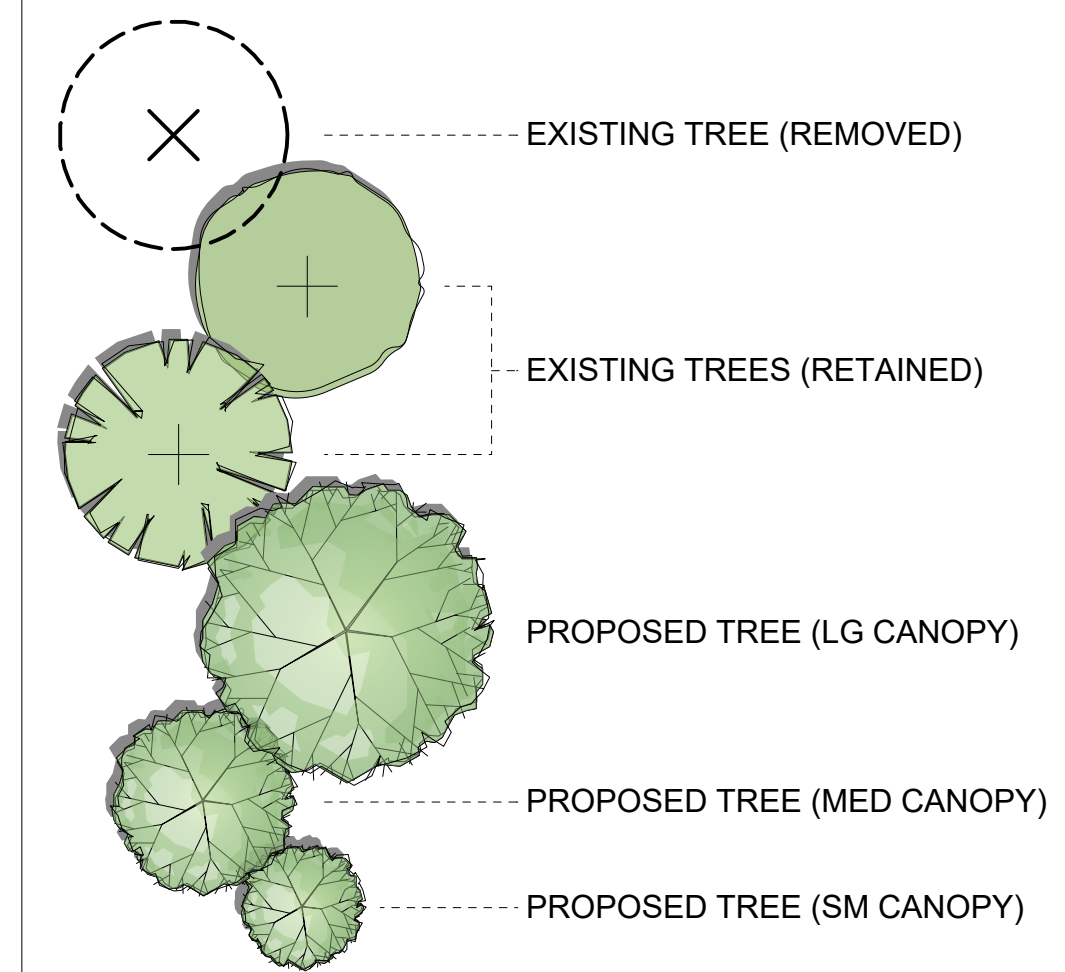 EXISTING TREE (REMOVED)
EXISTING TREES (RETAINED)
PROPOSED TREE (LG CANOPY)
PROPOSED TREE (MED CANOPY)
PROPOSED TREE (SM CANOPY)